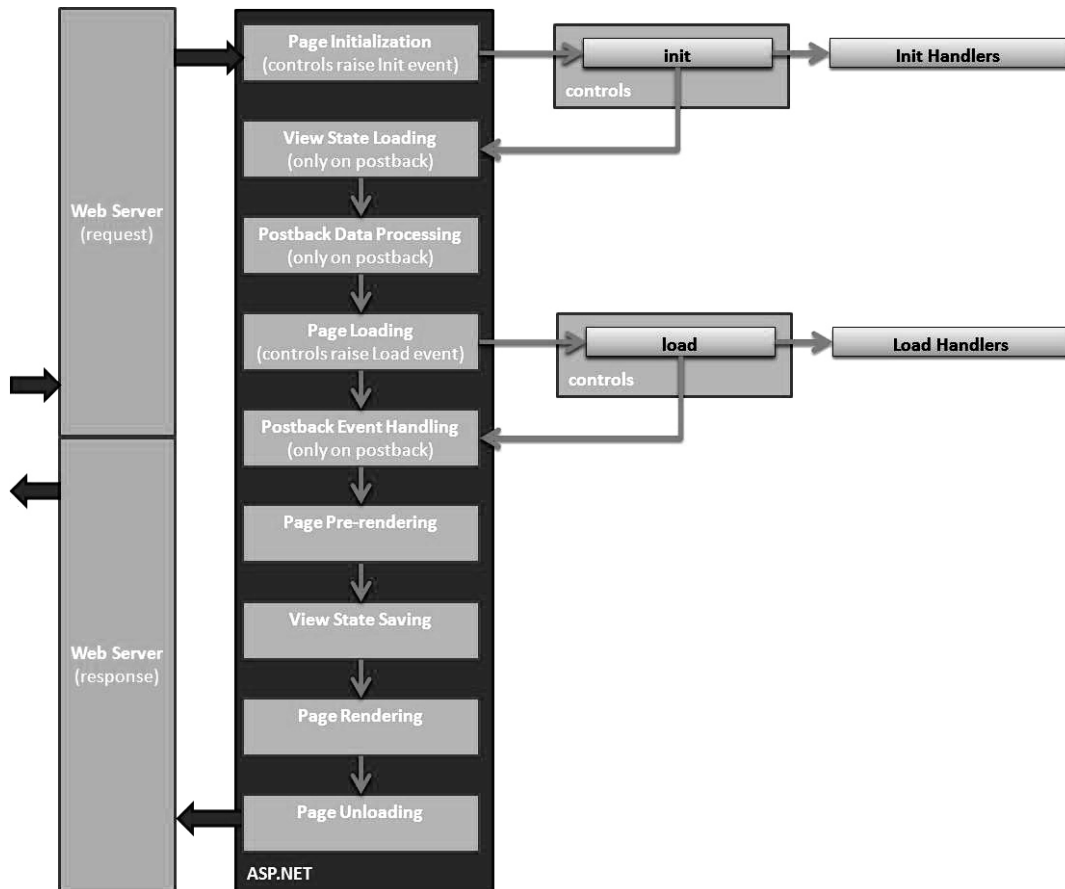 Web Server
(request)
Web Server
(response)
Page Initialization
(controls raise Init event)
init
controls
Init Handlers
View State Loading
(only on postback)
Postback Data Processing
(only on postback)
Page Loading
(controls raise Load event)
load
controls
Load Handlers
Postback Event Handling
(only on postback)
Page Pre-rendering
View State Saving
Page Rendering
Page Unloading
ASP.NET